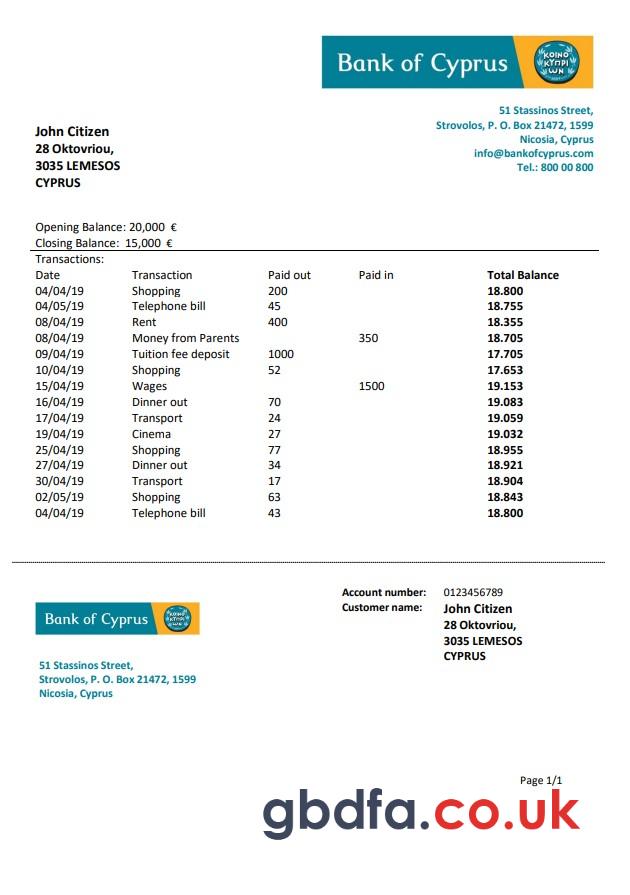 Bank of Cyprus
ΚΟΙΝΟ
ΚΥΠΡΙ
ΩΝ
51 Stassinos Street,
Strovolos, P. O. Box 21472, 1599
Nicosia, Cyprus
info@bankofcyprus.com
Tel.: 800 00 800
John Citizen
28 Oktovriou,
3035 LEMESOS
CYPRUS
Opening Balance: 20,000 €
Closing Balance: 15,000 €
Transactions:
Date Transaction Paid out Paid in Total Balance
04/04/19 Shopping 200 18.800
04/05/19 Telephone bill 45 18.755
08/04/19 Rent 400 18.355
08/04/19 Money from Parents 350 18.705
09/04/19 Tuition fee deposit 1000 17.705
10/04/19 Shopping 52 17.653
15/04/19 Wages 1500 19.153
16/04/19 Dinner out 70 19.083
17/04/19 Transport 24 19.059
19/04/19 Cinema 27 19.032
25/04/19 Shopping 77 18.955
27/04/19 Dinner out 34 18.921
30/04/19 Transport 17 18.904
02/05/19 Shopping 63 18.843
04/04/19 Telephone bill 43 18.800
Bank of Cyprus
ΚΟΙΝΟ
ΚΥΠΡΙ
ΩΝ
51 Stassinos Street,
Strovolos, P. O. Box 21472, 1599
Nicosia, Cyprus
Account number: 0123456789
Customer name: John Citizen
28 Oktovriou,
3035 LEMESOS
CYPRUS
Page 1/1
gbdfa.co.uk